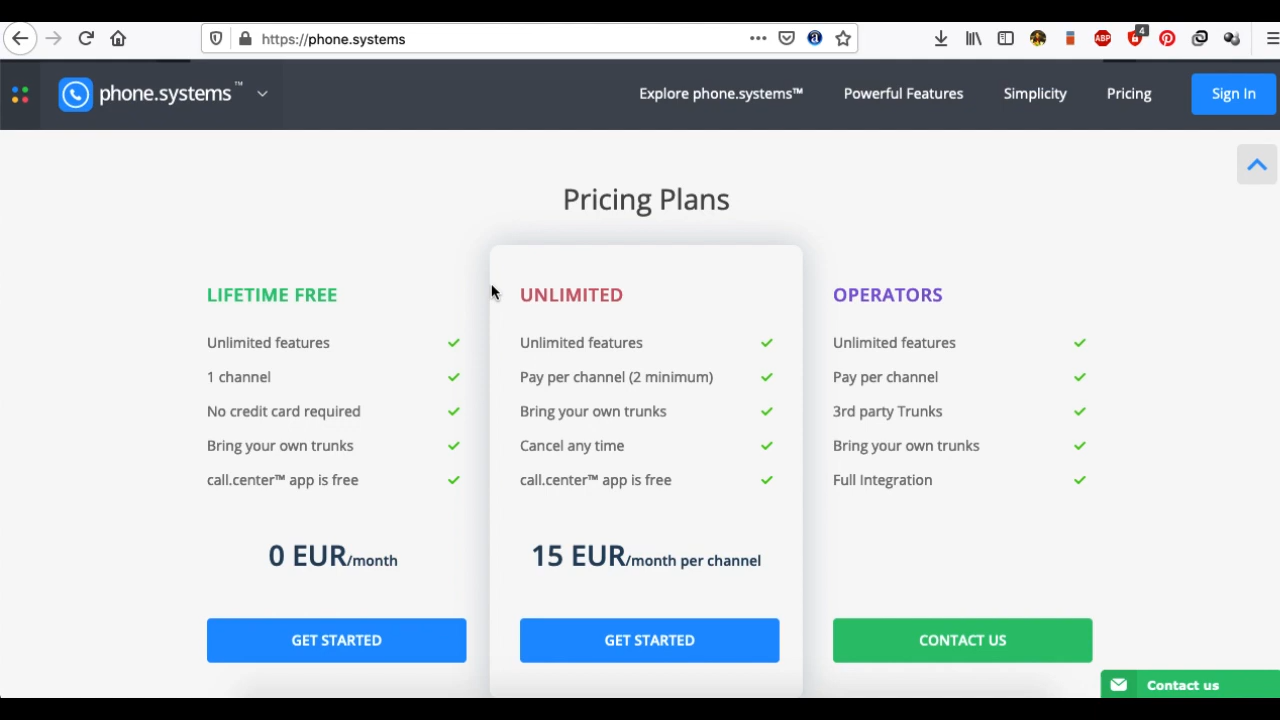 https://phone.systems
4
ABP
phone.systems™
Explore phone.systems™
Powerful Features
Simplicity
Pricing
Sign In
Pricing Plans
LIFETIME FREE
Unlimited features
1 channel
No credit card required
Bring your own trunks
call.center™ app is free
0 EUR/month
GET STARTED
UNLIMITED
Unlimited features
Pay per channel (2 minimum)
Bring your own trunks
Cancel any time
call.center™ app is free
15 EUR/month per channel
GET STARTED
OPERATORS
Unlimited features
Pay per channel
3rd party Trunks
Bring your own trunks
Full Integration
CONTACT US
Contact us